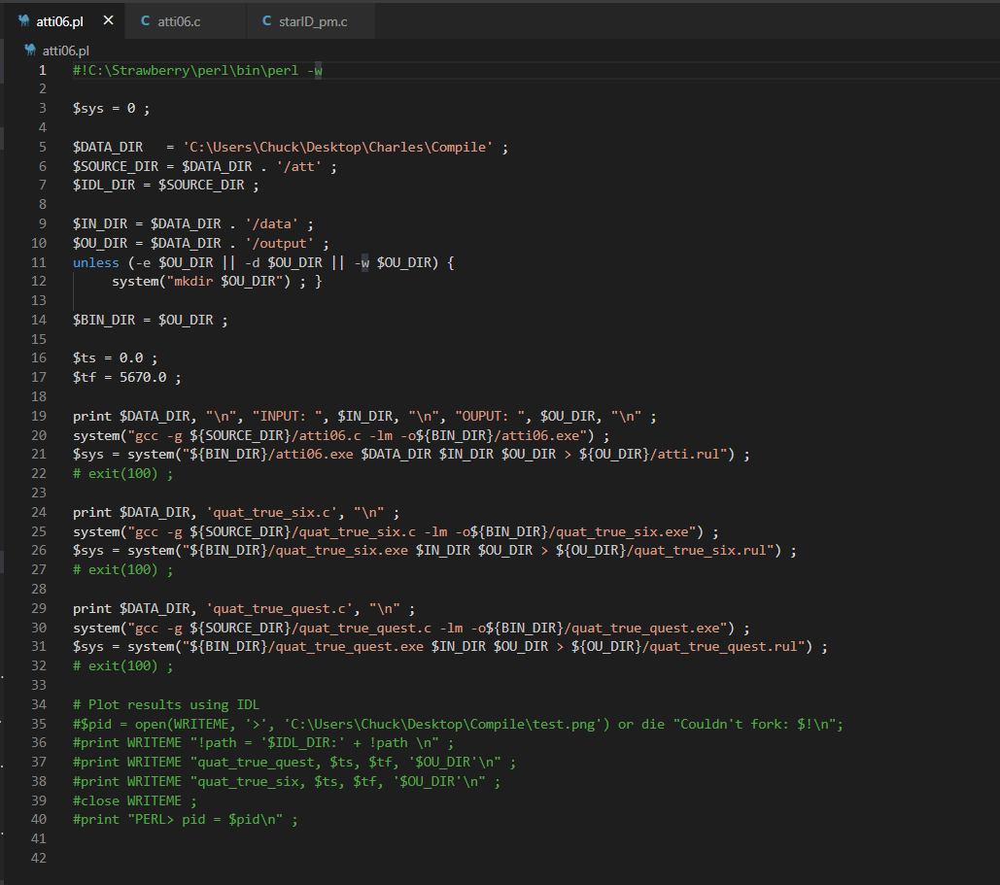 atti06.pl × C atti06.c C starID_pm.c
atti06.pl
1 #!C:\Strawberry\perl\bin\perl -w
2
3 $sys = 0 ;
4
5 $DATA_DIR   = 'C:\Users\Chuck\Desktop\Charles\Compile' ;
6 $SOURCE_DIR = $DATA_DIR . '/att' ;
7 $IDL_DIR = $SOURCE_DIR ;
8
9 $IN_DIR = $DATA_DIR . '/data' ;
10 $OU_DIR = $DATA_DIR . '/output' ;
11 unless (-e $OU_DIR || -d $OU_DIR || -w $OU_DIR) {
12      system("mkdir $OU_DIR") ; }
13
14 $BIN_DIR = $OU_DIR ;
15
16 $ts = 0.0 ;
17 $tf = 5670.0 ;
18
19 print $DATA_DIR, "\n", "INPUT: ", $IN_DIR, "\n", "OUPUT: ", $OU_DIR, "\n" ;
20 system("gcc -g ${SOURCE_DIR}/atti06.c -lm -o${BIN_DIR}/atti06.exe") ;
21 $sys = system("${BIN_DIR}/atti06.exe $DATA_DIR $IN_DIR $OU_DIR > ${OU_DIR}/atti.rul") ;
22 # exit(100) ;
23
24 print $DATA_DIR, 'quat_true_six.c', "\n" ;
25 system("gcc -g ${SOURCE_DIR}/quat_true_six.c -lm -o${BIN_DIR}/quat_true_six.exe") ;
26 $sys = system("${BIN_DIR}/quat_true_six.exe $IN_DIR $OU_DIR > ${OU_DIR}/quat_true_six.rul") ;
27 # exit(100) ;
28
29 print $DATA_DIR, 'quat_true_quest.c', "\n" ;
30 system("gcc -g ${SOURCE_DIR}/quat_true_quest.c -lm -o${BIN_DIR}/quat_true_quest.exe") ;
31 $sys = system("${BIN_DIR}/quat_true_quest.exe $IN_DIR $OU_DIR > ${OU_DIR}/quat_true_quest.rul") ;
32 # exit(100) ;
33
34 # Plot results using IDL
35 #$pid = open(WRITEME, '>', 'C:\Users\Chuck\Desktop\Compile\test.png') or die "Couldn't fork: $!\n";
36 #print WRITEME "!path = '$IDL_DIR:' + !path \n" ;
37 #print WRITEME "quat_true_quest, $ts, $tf, '$OU_DIR'\n" ;
38 #print WRITEME "quat_true_six, $ts, $tf, '$OU_DIR'\n" ;
39 #close WRITEME ;
40 #print "PERL> pid = $pid\n" ;
41
42